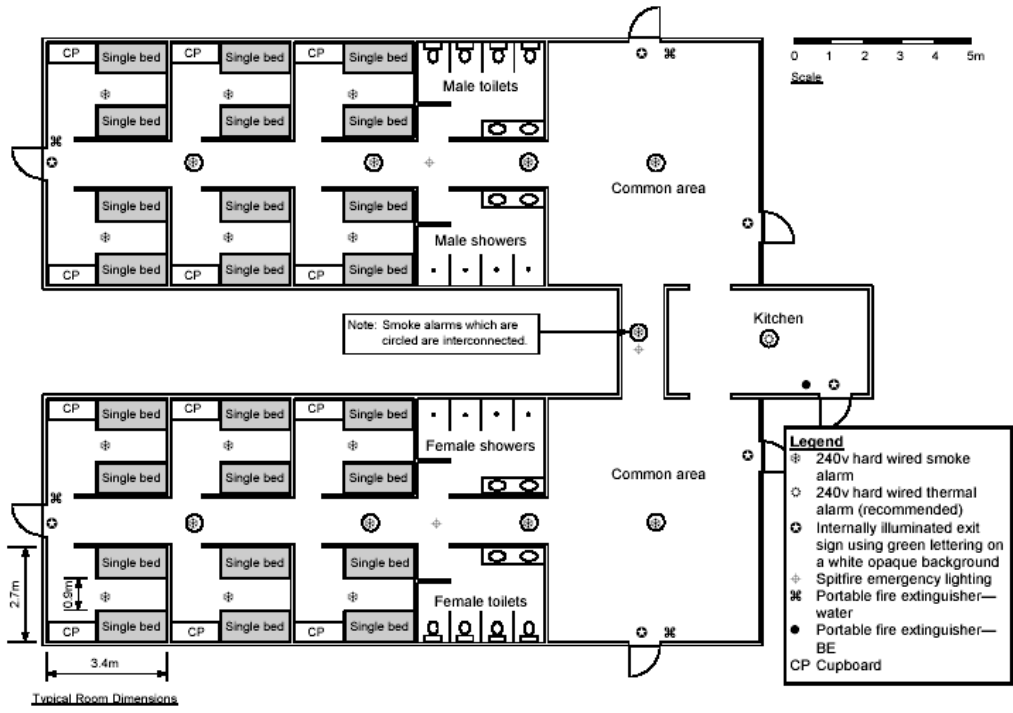 CP Single bed CP Single bed CP Single bed
0 1 2 3 4 5m
Scale
Male toilets
Single bed Single bed Single bed
Common area
Single bed Single bed Single bed
Male showers
CP Single bed CP Single bed CP Single bed
Note: Smoke alarms which are
circled are interconnected.
Kitchen
CP Single bed CP Single bed CP Single bed
Female showers
Single bed Single bed Single bed
Common area
Single bed Single bed Single bed
2.7m
0.9m
Female toilets
CP Single bed CP Single bed CP Single bed
3.4m
Typical Room Dimensions
Legend
240v hard wired smoke
alarm
240v hard wired thermal
alarm (recommended)
Internally illuminated exit
sign using green lettering on
a white opaque background
Spitfire emergency lighting
Portable fire extinguisher—
water
Portable fire extinguisher—
BE
CP Cupboard